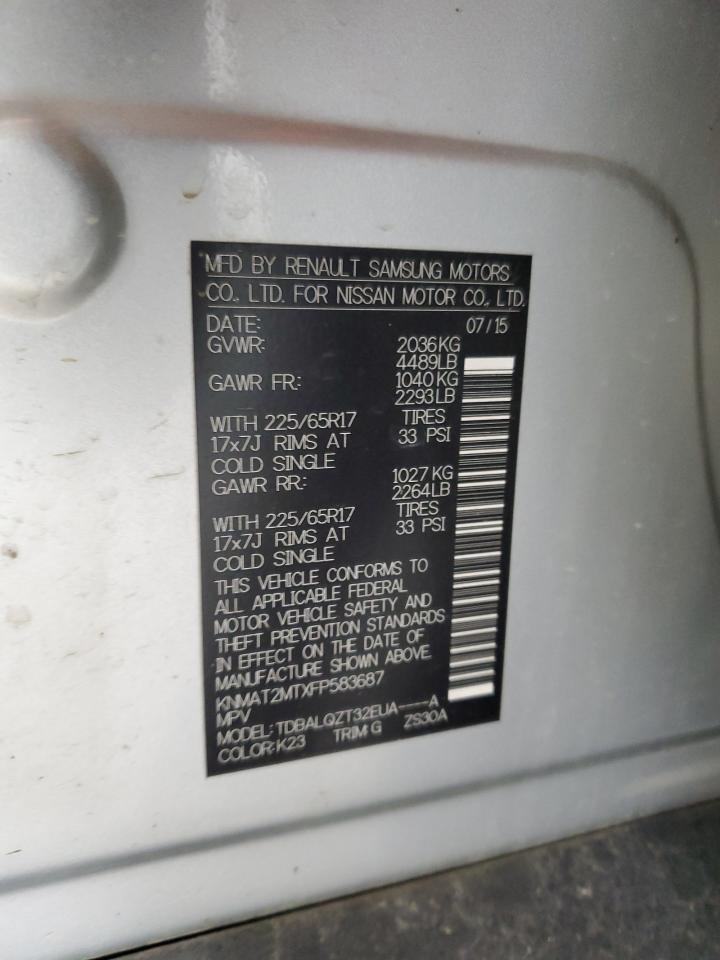 MFD BY RENAULT SAMSUNG MOTORS
CO., LTD. FOR NISSAN MOTOR CO., LTD.
DATE: 07/15
GVWR: 2036KG
4489LB
GAWR FR.: 1040KG
2293LB
WITH 225/65R17 TIRES
17x7J RIMS AT 33 PSI
COLD SINGLE
GAWR RR.: 1027KG
2264LB
WITH 225/65R17 TIRES
17x7J RIMS AT 33 PSI
COLD SINGLE
THIS VEHICLE CONFORMS TO
ALL APPLICABLE FEDERAL
MOTOR VEHICLE SAFETY AND
THEFT PREVENTION STANDARDS
IN EFFECT ON THE DATE OF
MANUFACTURE SHOWN ABOVE.
KNMAT2MTXFP583687
MPV
MODEL: TDBALQZT32EUA----A
COLOR:K23 TRIM:G ZS30A